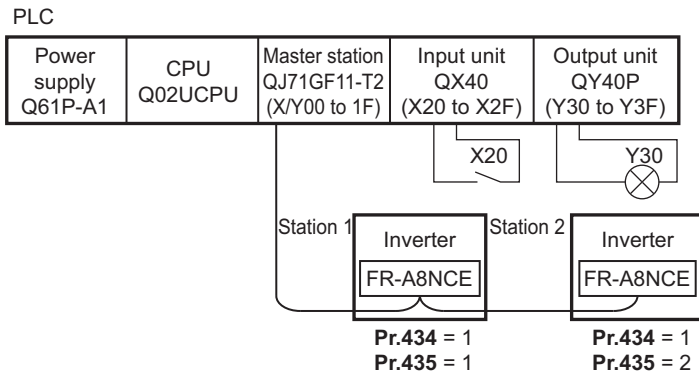 PLC
Power
supply
Q61P-A1
CPU
Q02UCPU
Master station
QJ71GF11-T2
(X/Y00 to 1F)
Input unit
QX40
(X20 to X2F)
Output unit
QY40P
(Y30 to Y3F)
X20
Y30
Station 1
Inverter
FR-A8NCE
Station 2
Inverter
FR-A8NCE
Pr.434 = 1
Pr.435 = 1
Pr.434 = 1
Pr.435 = 2